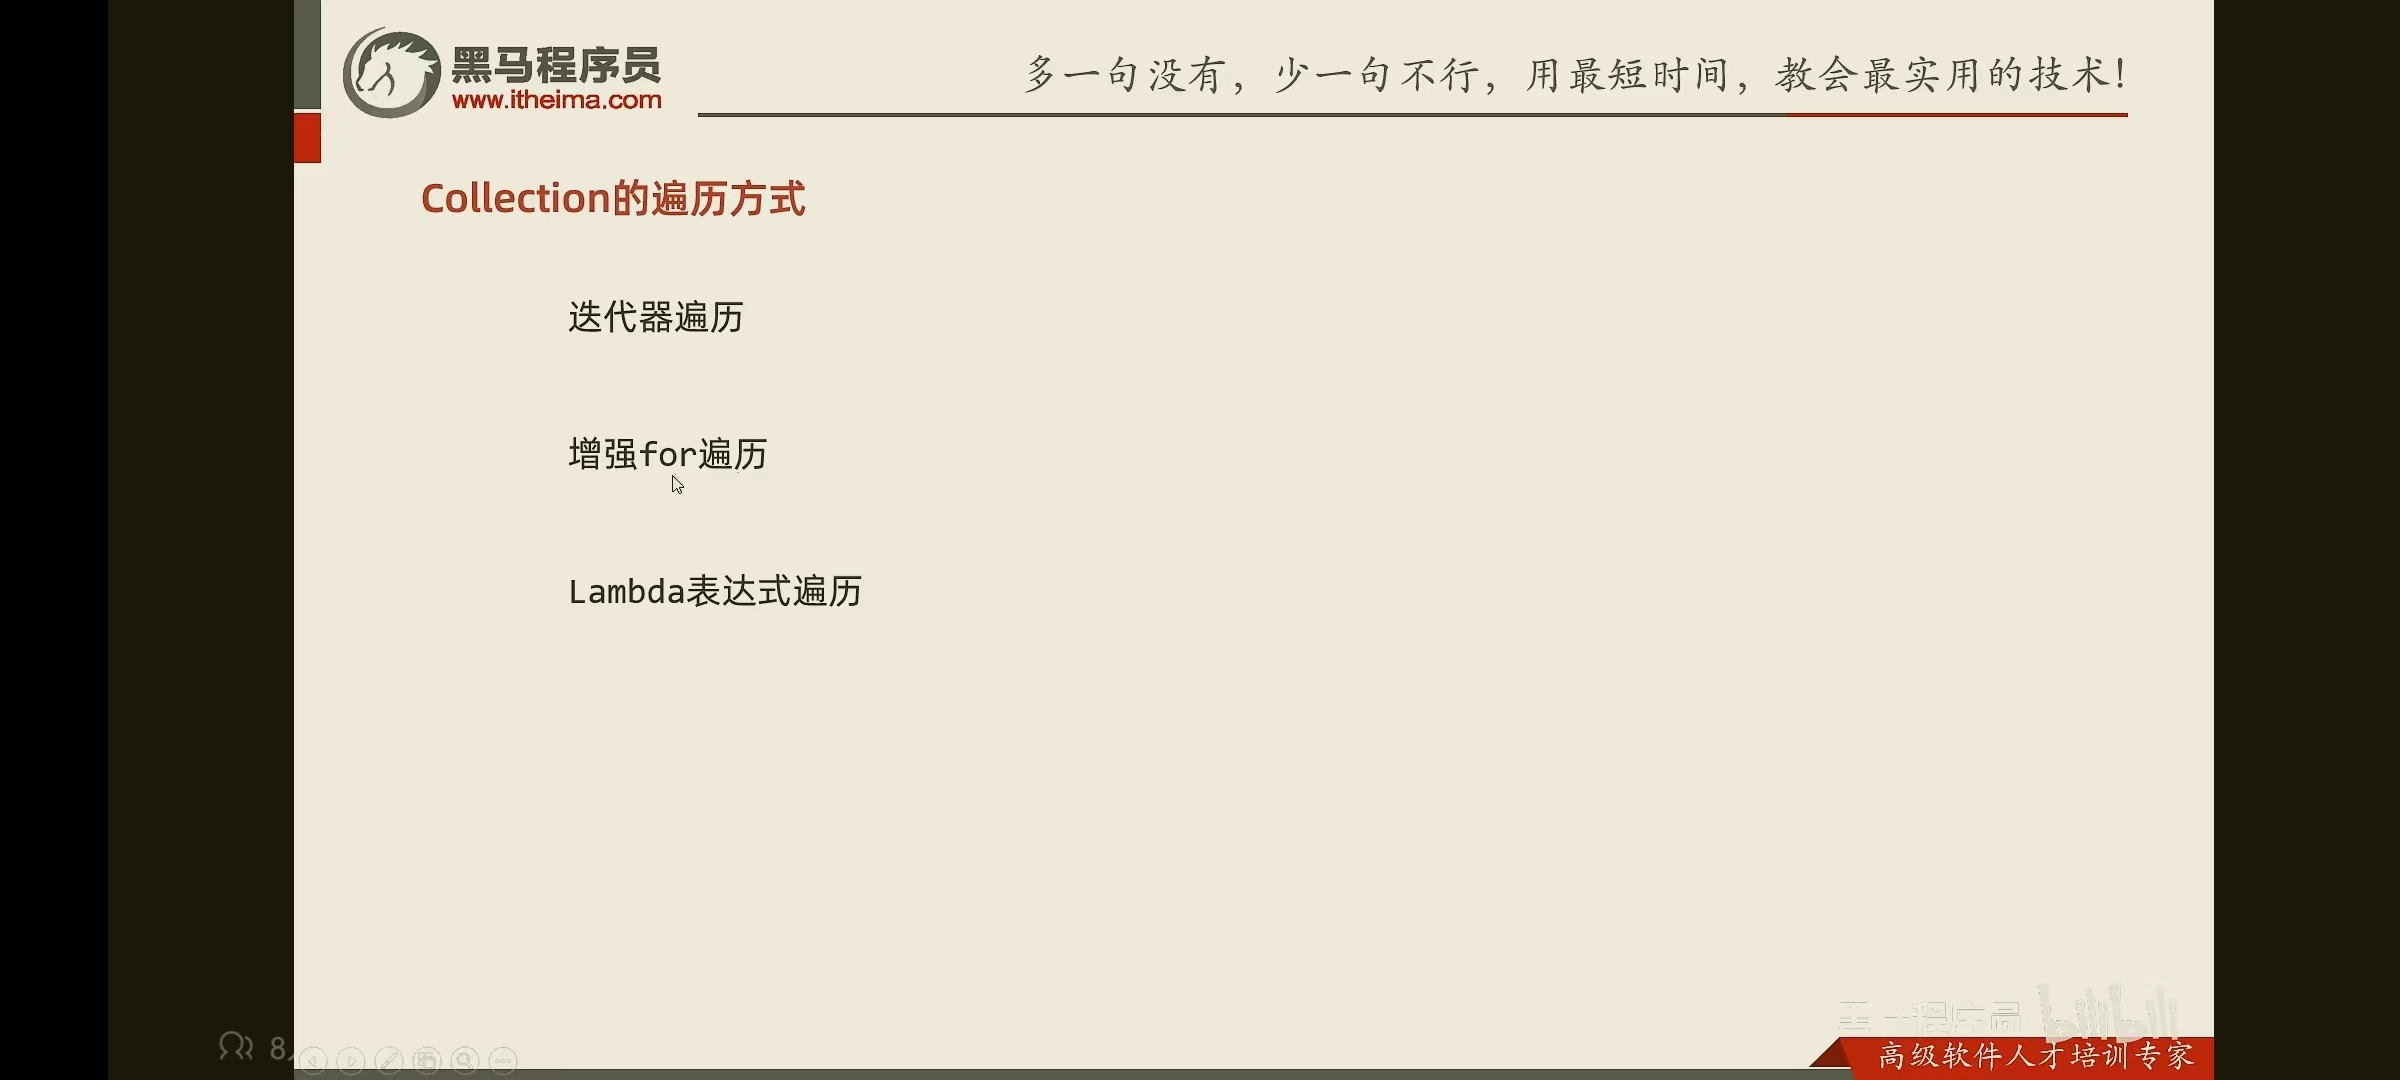 黑马程序员
www.itheima.com
多一句没有，少一句不行，用最短时间，教会最实用的技术！
Collection的遍历方式
迭代器遍历
增强for遍历
Lambda表达式遍历
8
黑马程序员 bilibili
高级软件人才培训专家